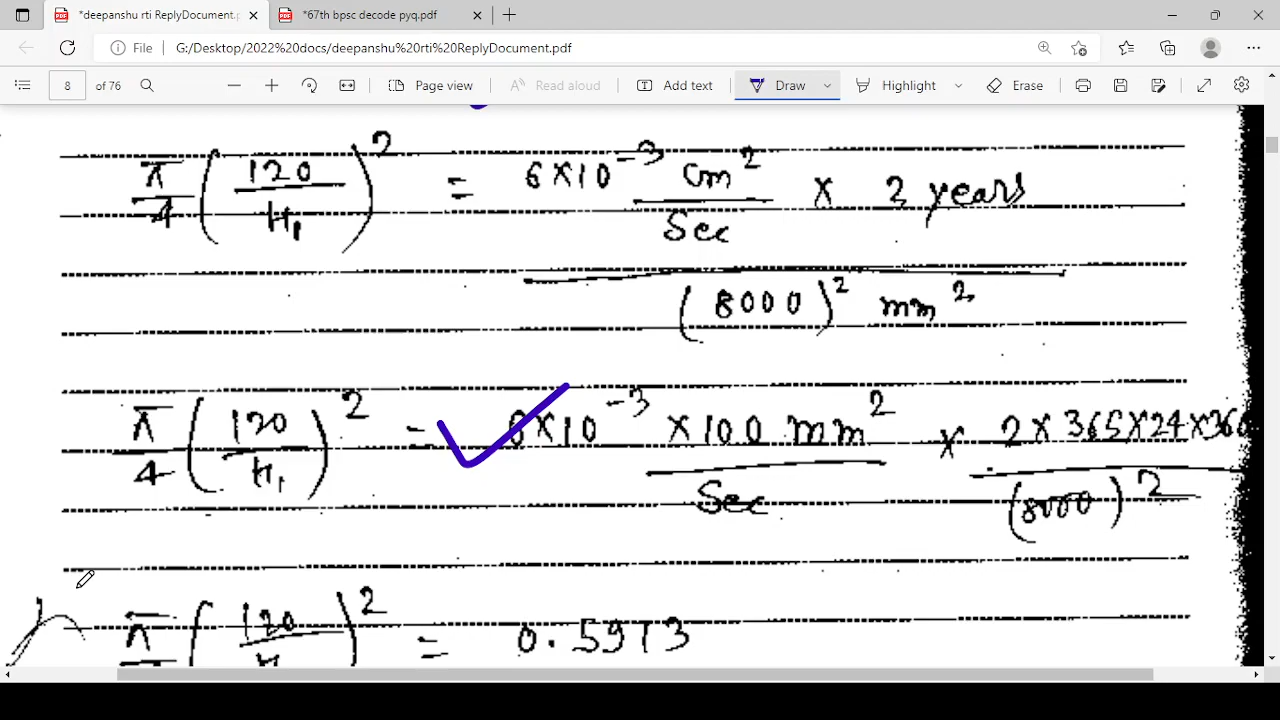 *deepanshu rti ReplyDocument.p
*67th bpsc decode pyq.pdf
File G:/Desktop/2022%20docs/deepanshu%20rti%20ReplyDocument.pdf
8 of 76 Page view Read aloud Add text Draw Highlight Erase
π/4 (120/H₁)² = 6×10⁻³ cm²/Sec × 2 years
(8000)² mm²
π/4 (120/H₁)² = 6×10⁻³ × 100 mm²/Sec × 2×365×24×360/(8000)²
π (120/H₁)² = 0.5913